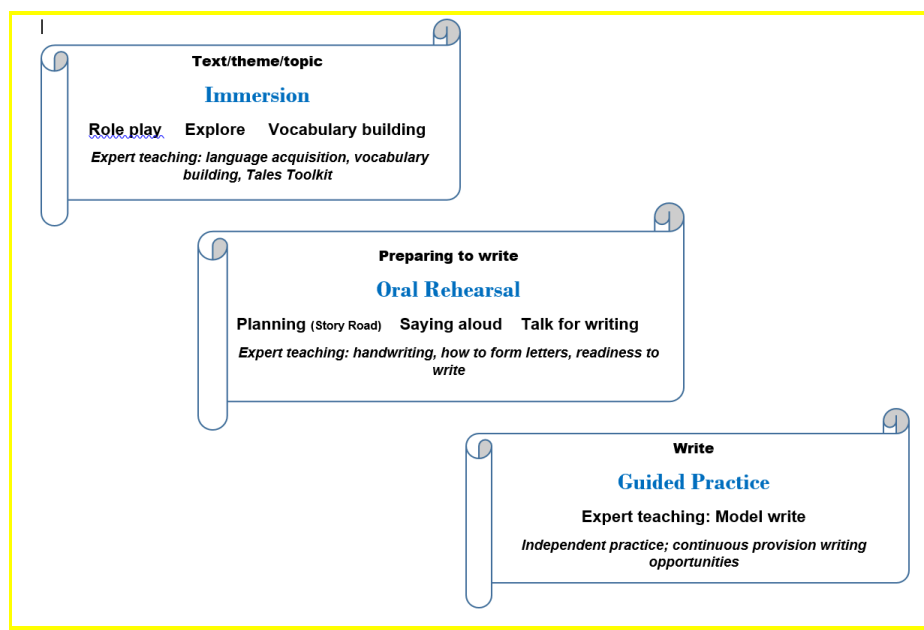 Text/theme/topic
Immersion
Role play Explore Vocabulary building
Expert teaching: language acquisition, vocabulary
building, Tales Toolkit
Preparing to write
Oral Rehearsal
Planning (Story Road) Saying aloud Talk for writing
Expert teaching: handwriting, how to form letters, readiness to
write
Write
Guided Practice
Expert teaching: Model write
Independent practice; continuous provision writing
opportunities